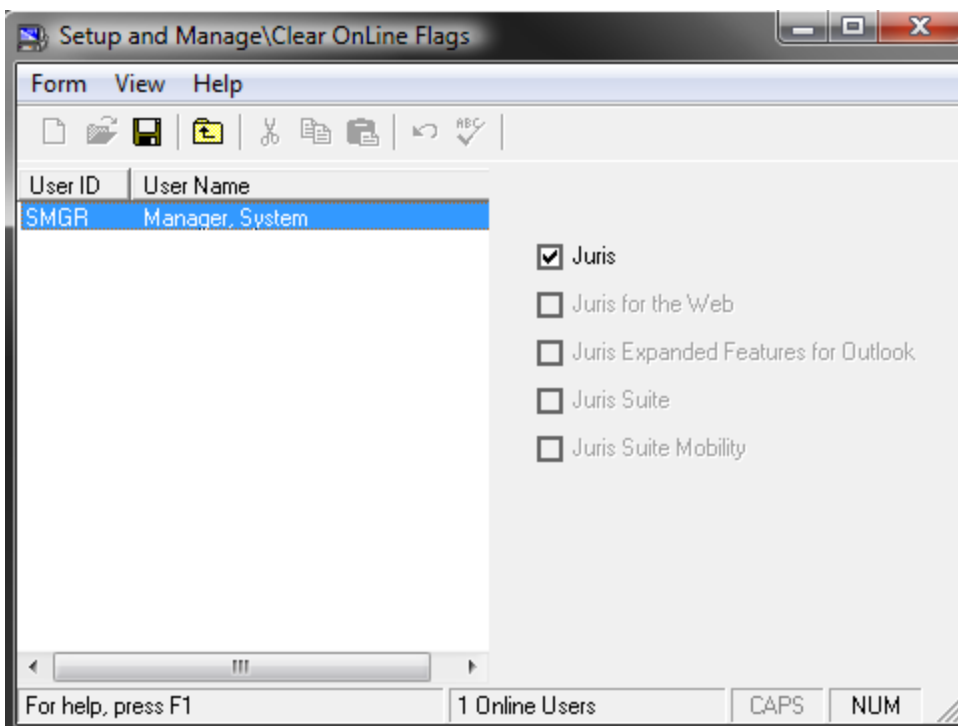 Setup and Manage\Clear OnLine Flags
Form View Help
ABC
User ID User Name
SMGR Manager, System
Juris
Juris for the Web
Juris Expanded Features for Outlook
Juris Suite
Juris Suite Mobility
For help, press F1 1 Online Users CAPS NUM